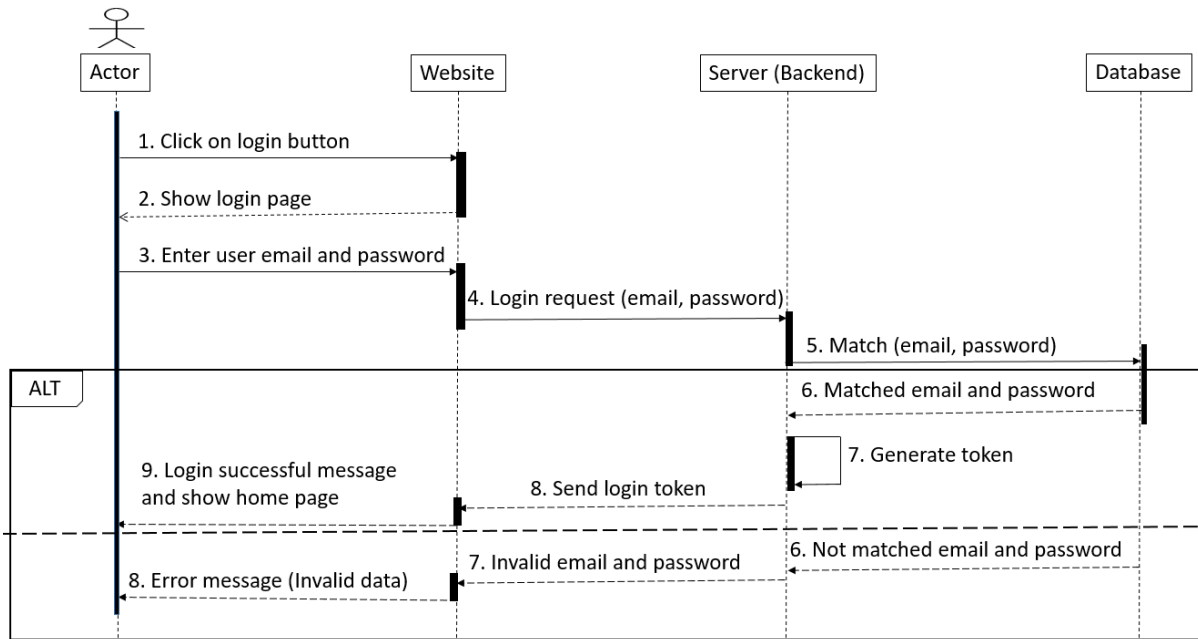 Actor
Website
Server (Backend)
Database
1. Click on login button
2. Show login page
3. Enter user email and password
4. Login request (email, password)
5. Match (email, password)
ALT
6. Matched email and password
7. Generate token
8. Send login token
9. Login successful message
and show home page
6. Not matched email and password
7. Invalid email and password
8. Error message (Invalid data)